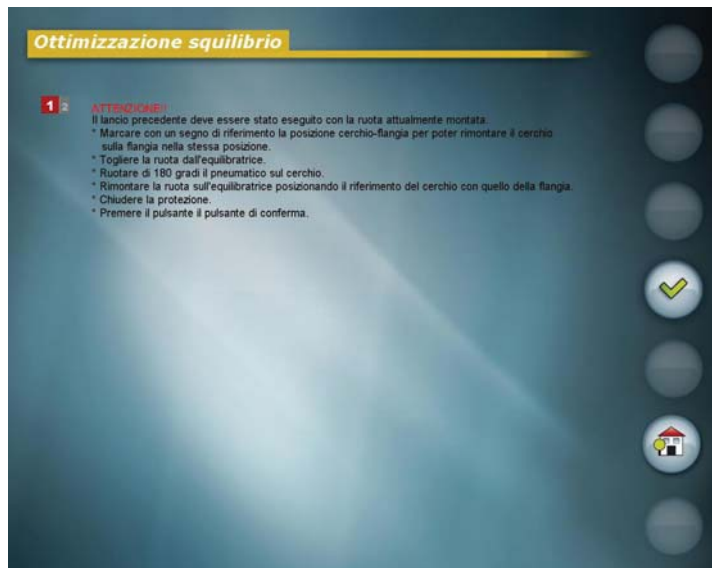 Ottimizzazione squilibrio
1 2
ATTENZIONE!!
Il lancio precedente deve essere stato eseguito con la ruota attualmente montata.
* Marcare con un segno di riferimento la posizione cerchio-flangia per poter rimontare il cerchio
sulla flangia nella stessa posizione.
* Togliere la ruota dall'equilibratrice.
* Ruotare di 180 gradi il pneumatico sul cerchio.
* Rimontare la ruota sull'equilibratrice posizionando il riferimento del cerchio con quello della flangia.
* Chiudere la protezione.
* Premere il pulsante il pulsante di conferma.